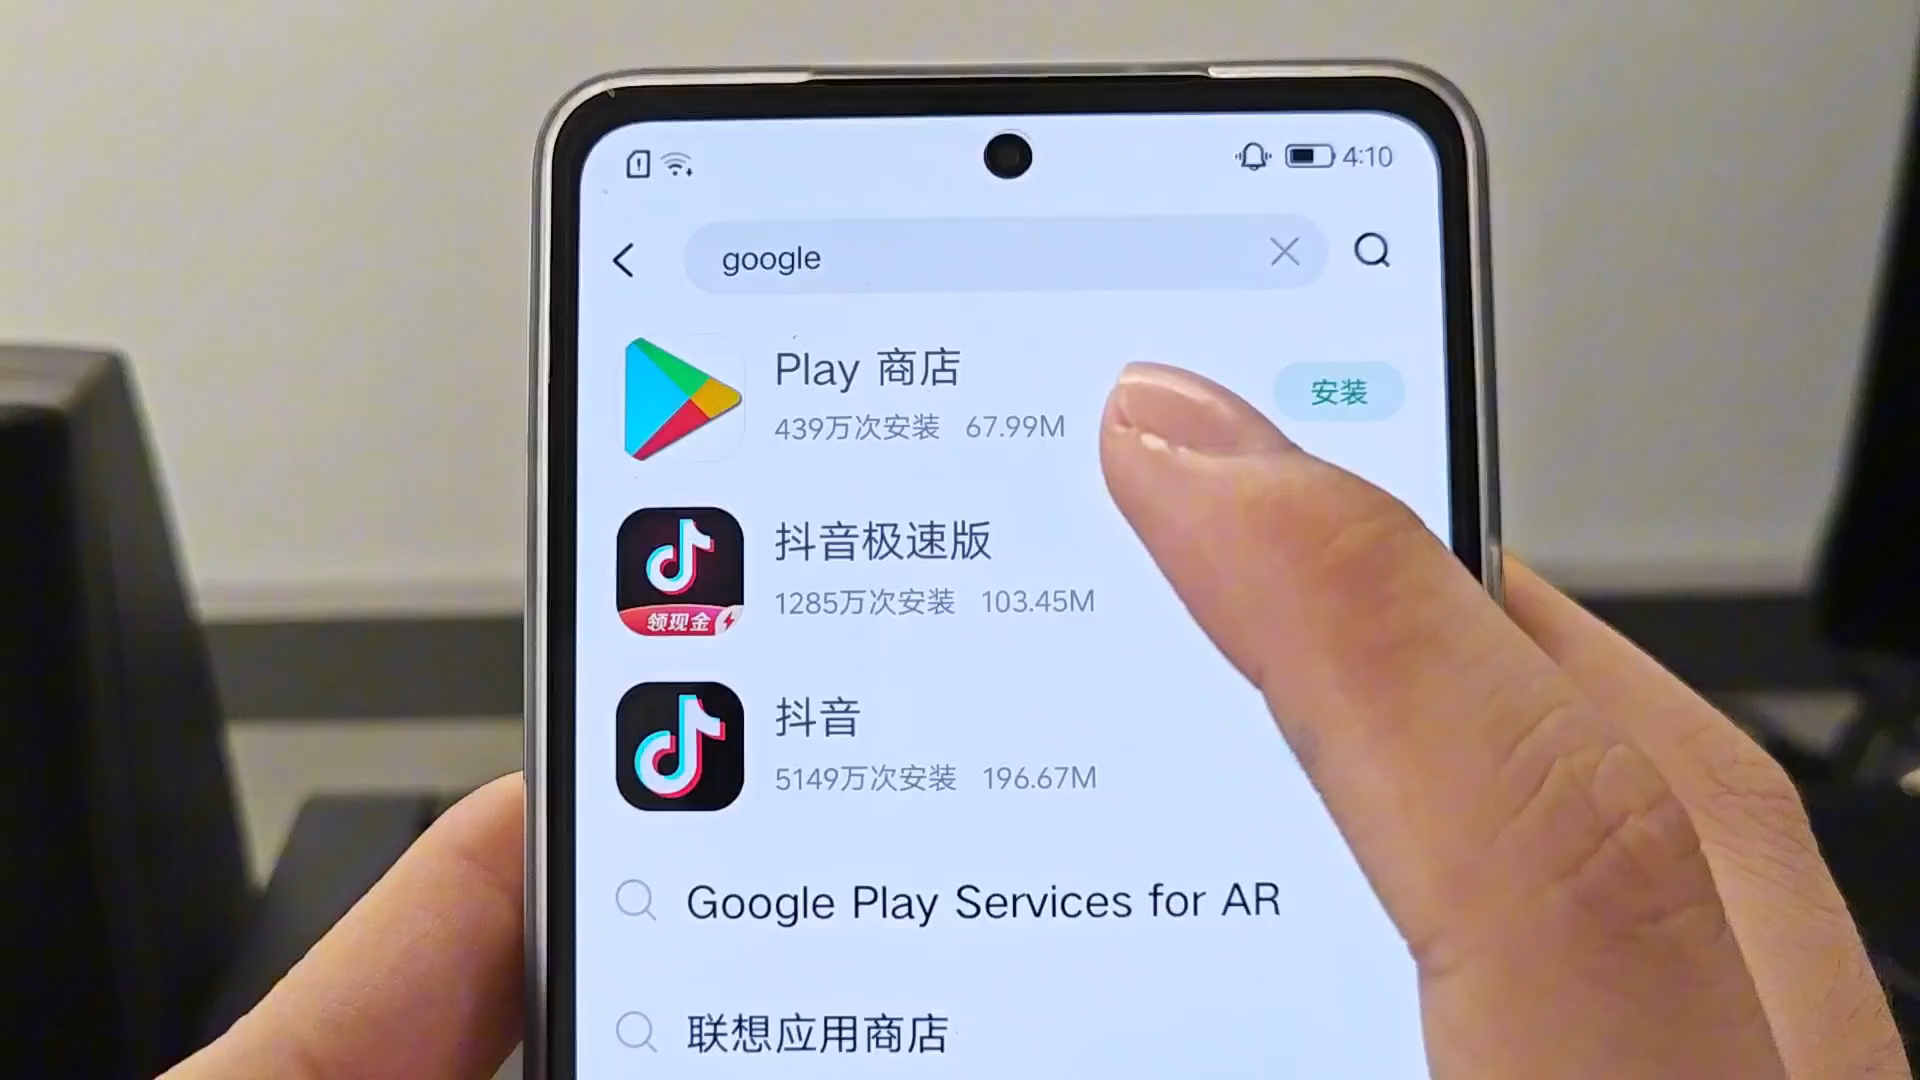 4:10
google
Play 商店
439万次安装 67.99M
安装
抖音极速版
1285万次安装 103.45M
领现金
抖音
5149万次安装 196.67M
Google Play Services for AR
联想应用商店